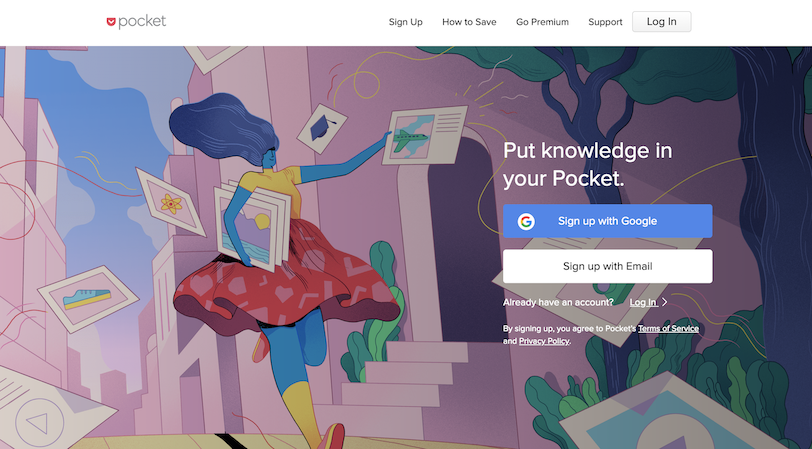 pocket
Sign Up How to Save Go Premium Support Log In
Put knowledge in
your Pocket.
Sign up with Google
Sign up with Email
Already have an account? Log In
By signing up, you agree to Pocket's Terms of Service
and Privacy Policy.